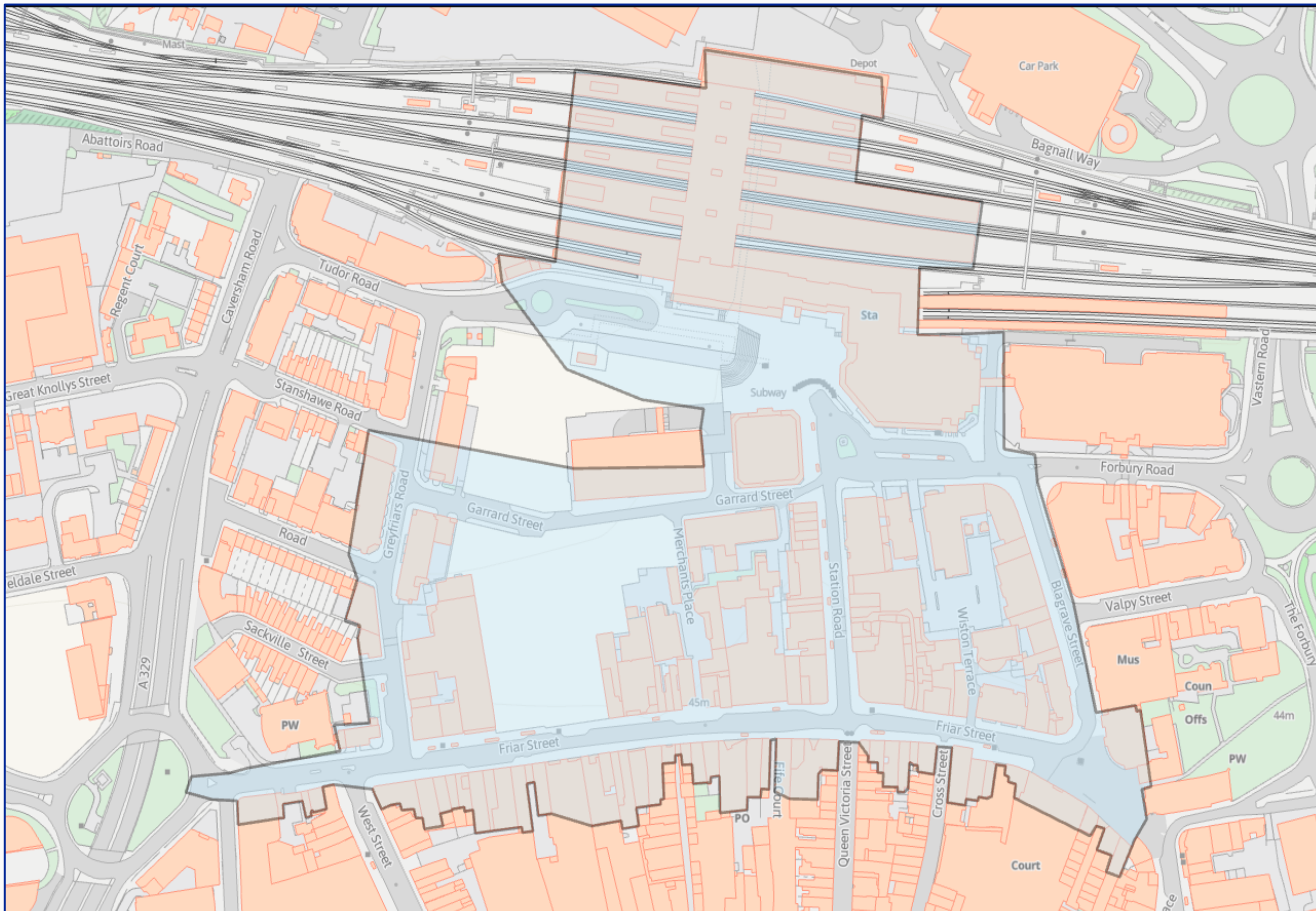 Mast
Depot
Car Park
Abattoirs Road
Bagnall Way
Regent Court
Caversham Road
Tudor Road
Sta
Vastern Road
Great Knollys Street
Stanshawe Road
Subway
Forbury Road
Greyfriars Road
Garrard Street
Garrard Street
Road
Merchants Place
Station Road
Wiston Terrace
Blagrave Street
Valpy Street
The Forbury
eldale Street
Sackville Street
A 329
Mus
Coun
Offs
44m
PW
PW
45m
Friar Street
Friar Street
West Street
PO
Queen Victoria Street
Cross Street
Court